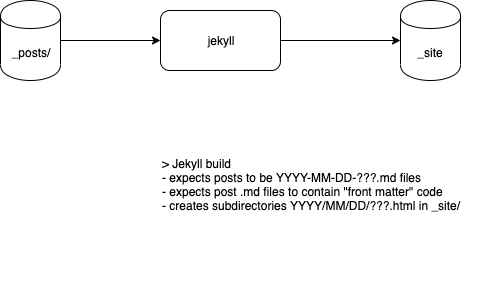 _posts/
jekyll
_site
> Jekyll build
- expects posts to be YYYY-MM-DD-???.md files
- expects post .md files to contain "front matter" code
- creates subdirectories YYYY/MM/DD/???.html in _site/